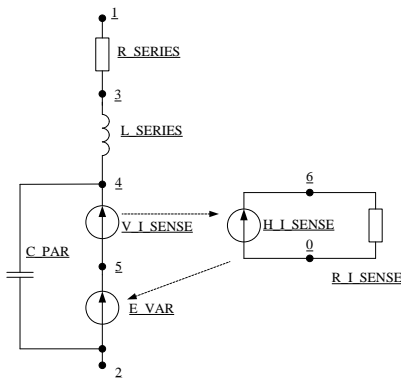 1
R_SERIES
3
L_SERIES
4
6
V_I_SENSE
H_I_SENSE
C_PAR
5
0
R_I_SENSE
E_VAR
2